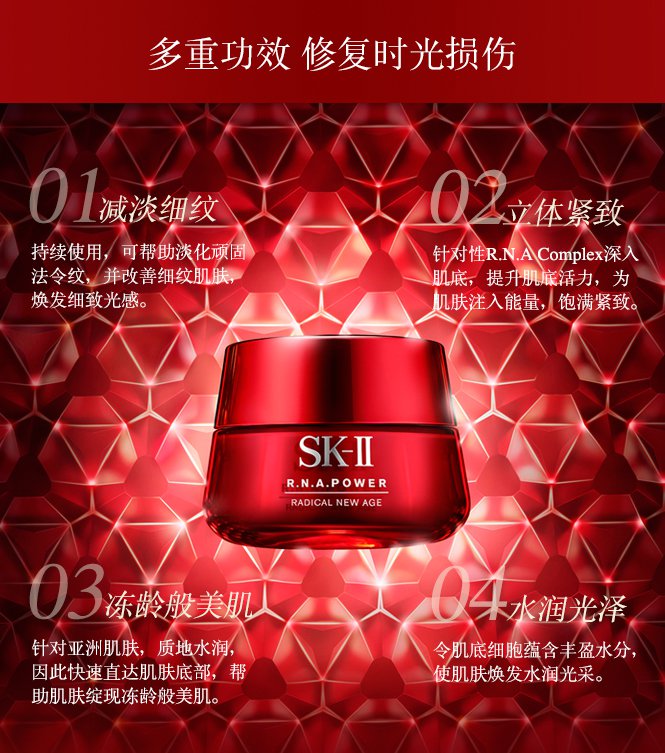 多重功效 修复时光损伤
01减淡细纹
持续使用，可帮助淡化顽固
法令纹，并改善细纹肌肤，
焕发细致光感。
02立体紧致
针对性R.N.A Complex深入
肌底，提升肌底活力，为
肌肤注入能量，饱满紧致。
SK-II
R.N.A.POWER
RADICAL NEW AGE
03冻龄般美肌
针对亚洲肌肤，质地水润，
因此快速直达肌肤底部，帮
助肌肤绽现冻龄般美肌。
04水润光泽
令肌底细胞蕴含丰盈水分，
使肌肤焕发水润光采。